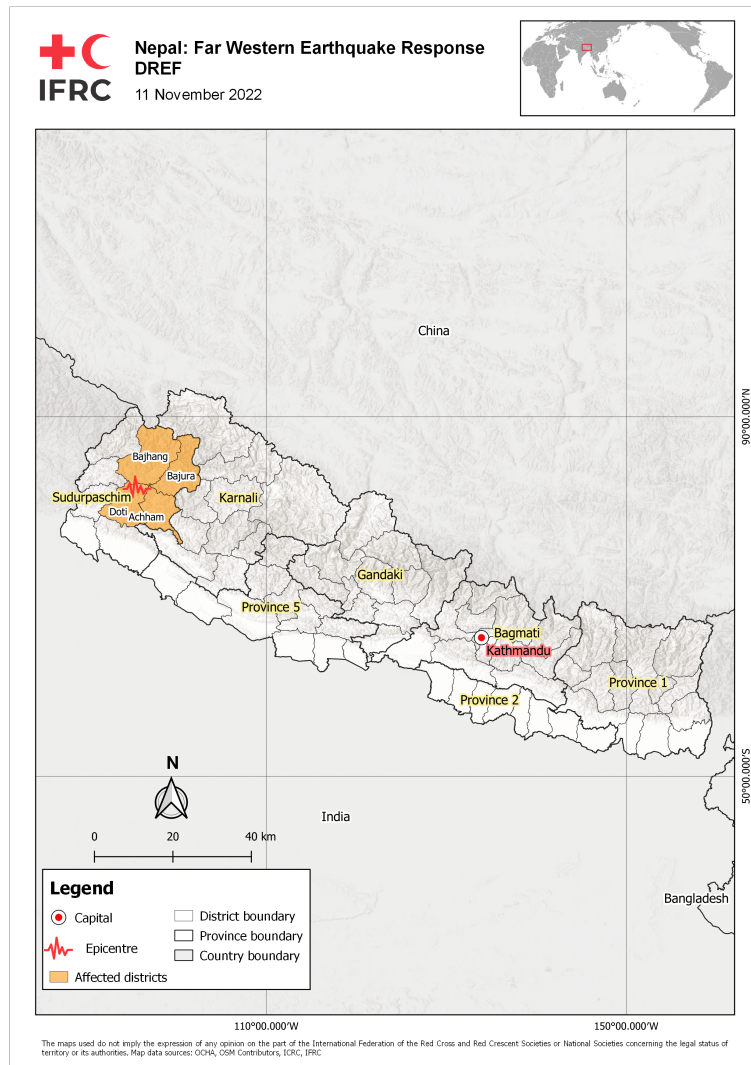 IFRC
Nepal: Far Western Earthquake Response
DREF
11 November 2022
China
90°00.000'N
Bajhang
Bajura
Sudurpaschim
Karnali
Doti
Achham
Gandaki
Province 5
Bagmati
Kathmandu
Province 1
Province 2
50°00.000'S
N
0 20 40 km
India
Bangladesh
Legend
Capital
Epicentre
Affected districts
District boundary
Province boundary
Country boundary
110°00.000'W
150°00.000'W
The maps used do not imply the expression of any opinion on the part of the International Federation of the Red Cross and Red Crescent Societies or National Societies concerning the legal status of
territory or its authorities. Map data sources: OCHA, OSM Contributors, ICRC, IFRC